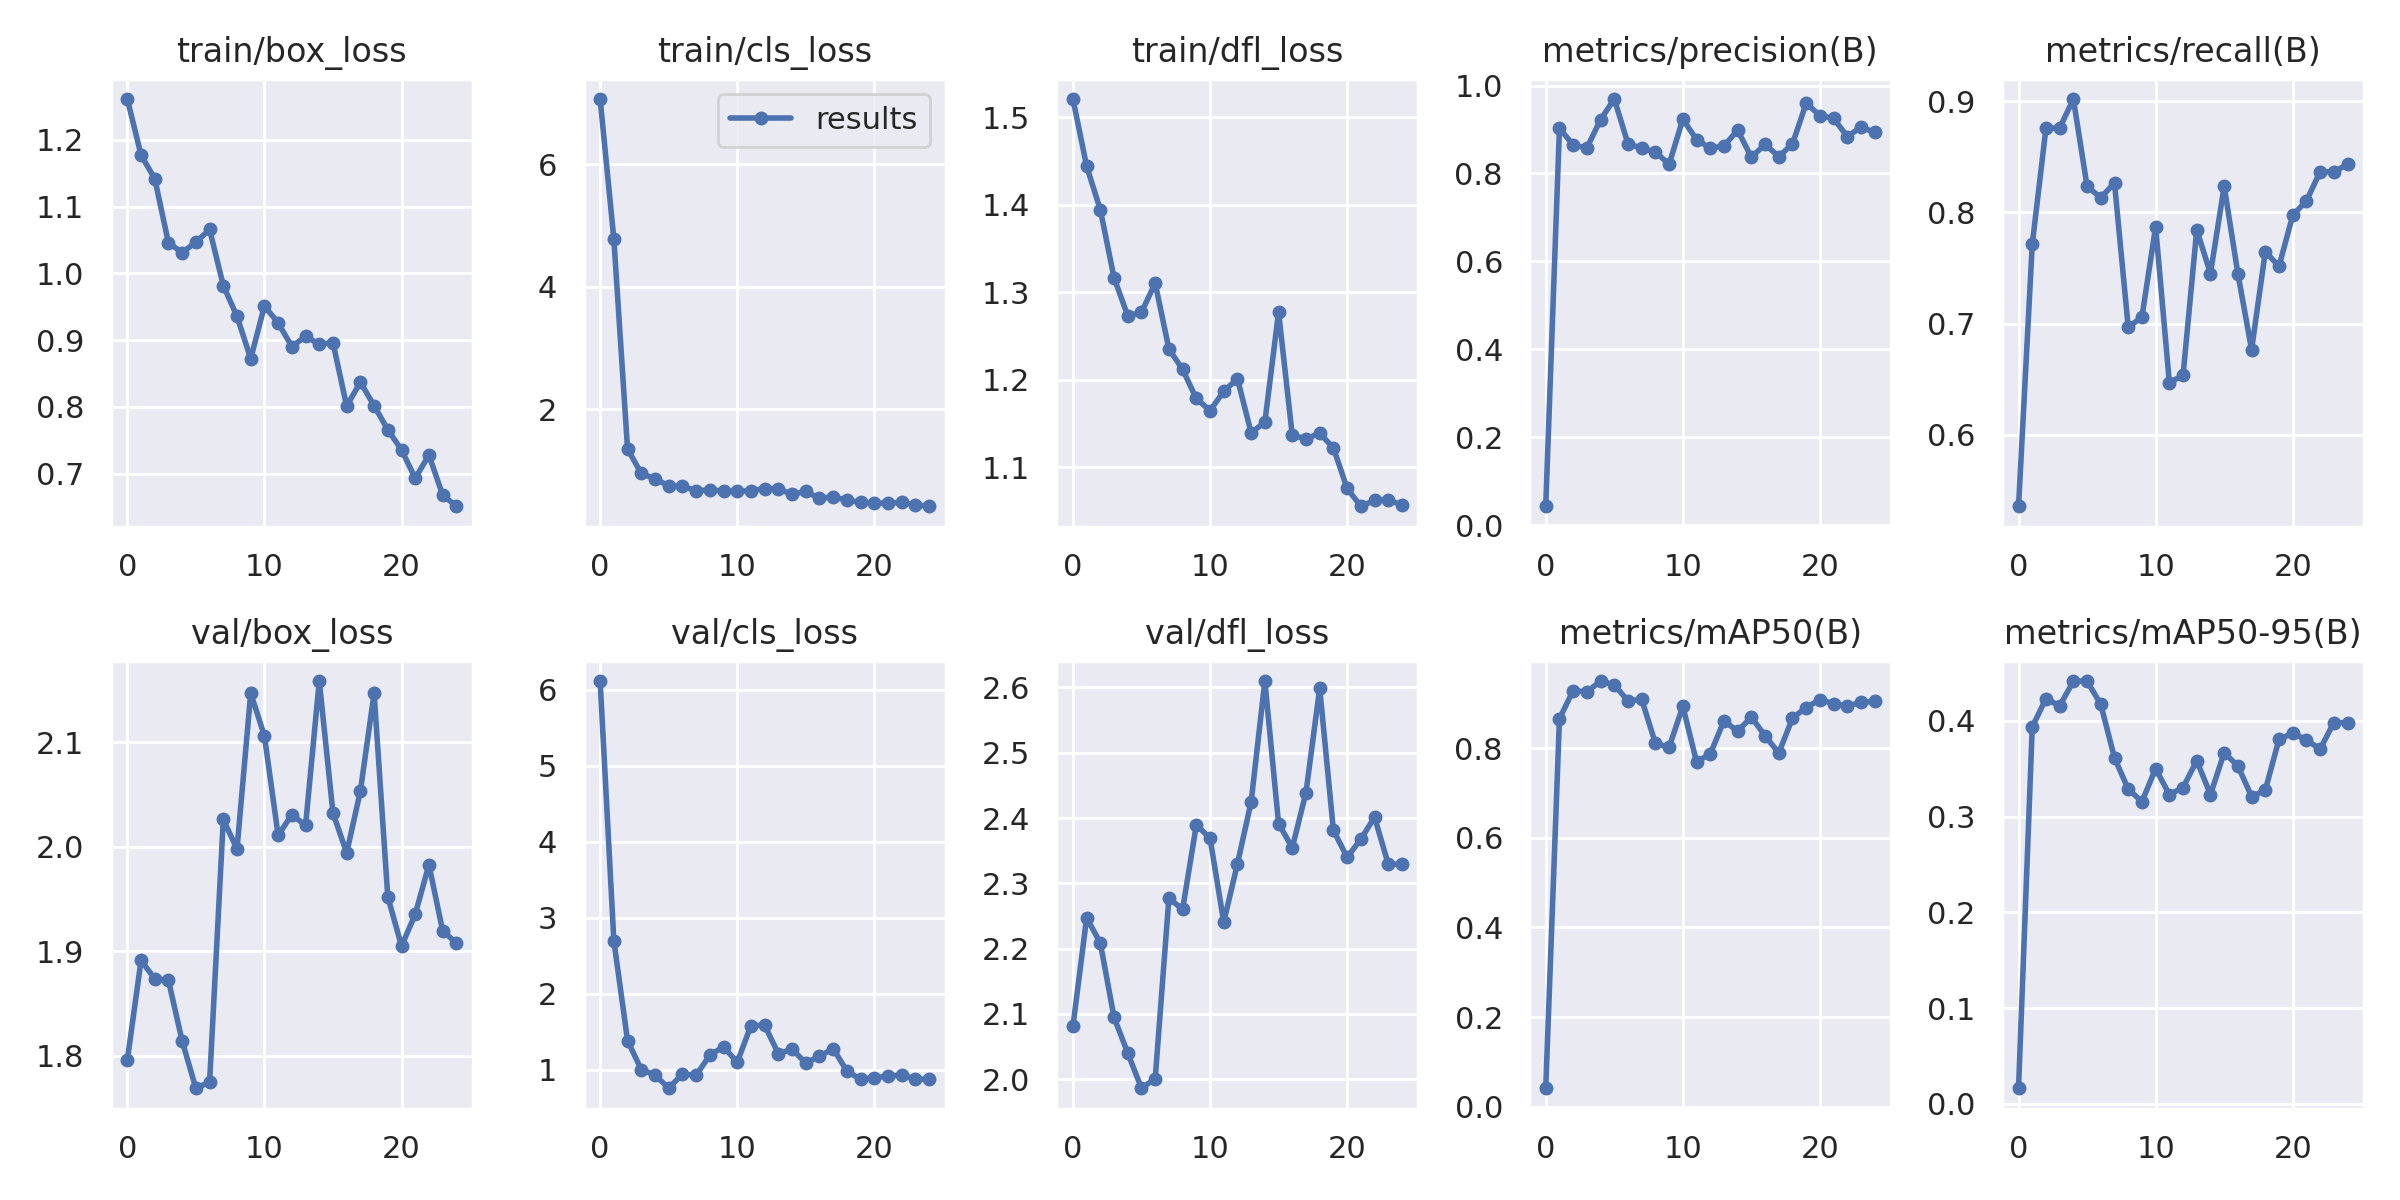 train/box_loss
1.2
1.1
1.0
0.9
0.8
0.7
0 10 20
train/cls_loss
results
6
4
2
0 10 20
train/dfl_loss
1.5
1.4
1.3
1.2
1.1
0 10 20
metrics/precision(B)
1.0
0.8
0.6
0.4
0.2
0.0
0 10 20
metrics/recall(B)
0.9
0.8
0.7
0.6
0 10 20
val/box_loss
2.1
2.0
1.9
1.8
0 10 20
val/cls_loss
6
5
4
3
2
1
0 10 20
val/dfl_loss
2.6
2.5
2.4
2.3
2.2
2.1
2.0
0 10 20
metrics/mAP50(B)
0.8
0.6
0.4
0.2
0.0
0 10 20
metrics/mAP50-95(B)
0.4
0.3
0.2
0.1
0.0
0 10 20